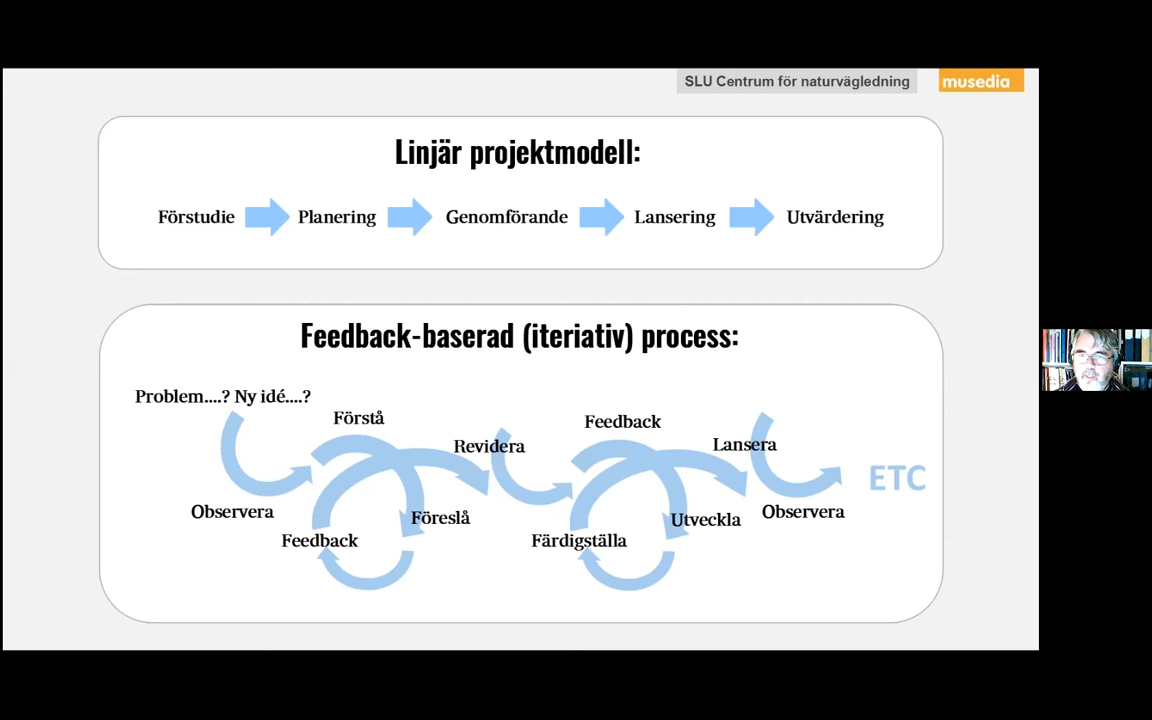 SLU Centrum för naturvägledning
musedia
Linjär projektmodell:
Förstudie
Planering
Genomförande
Lansering
Utvärdering
Feedback-baserad (iteriativ) process:
Problem....? Ny idé....?
Observera
Förstå
Föreslå
Feedback
Revidera
Feedback
Utveckla
Färdigställa
Lansera
Observera
ETC